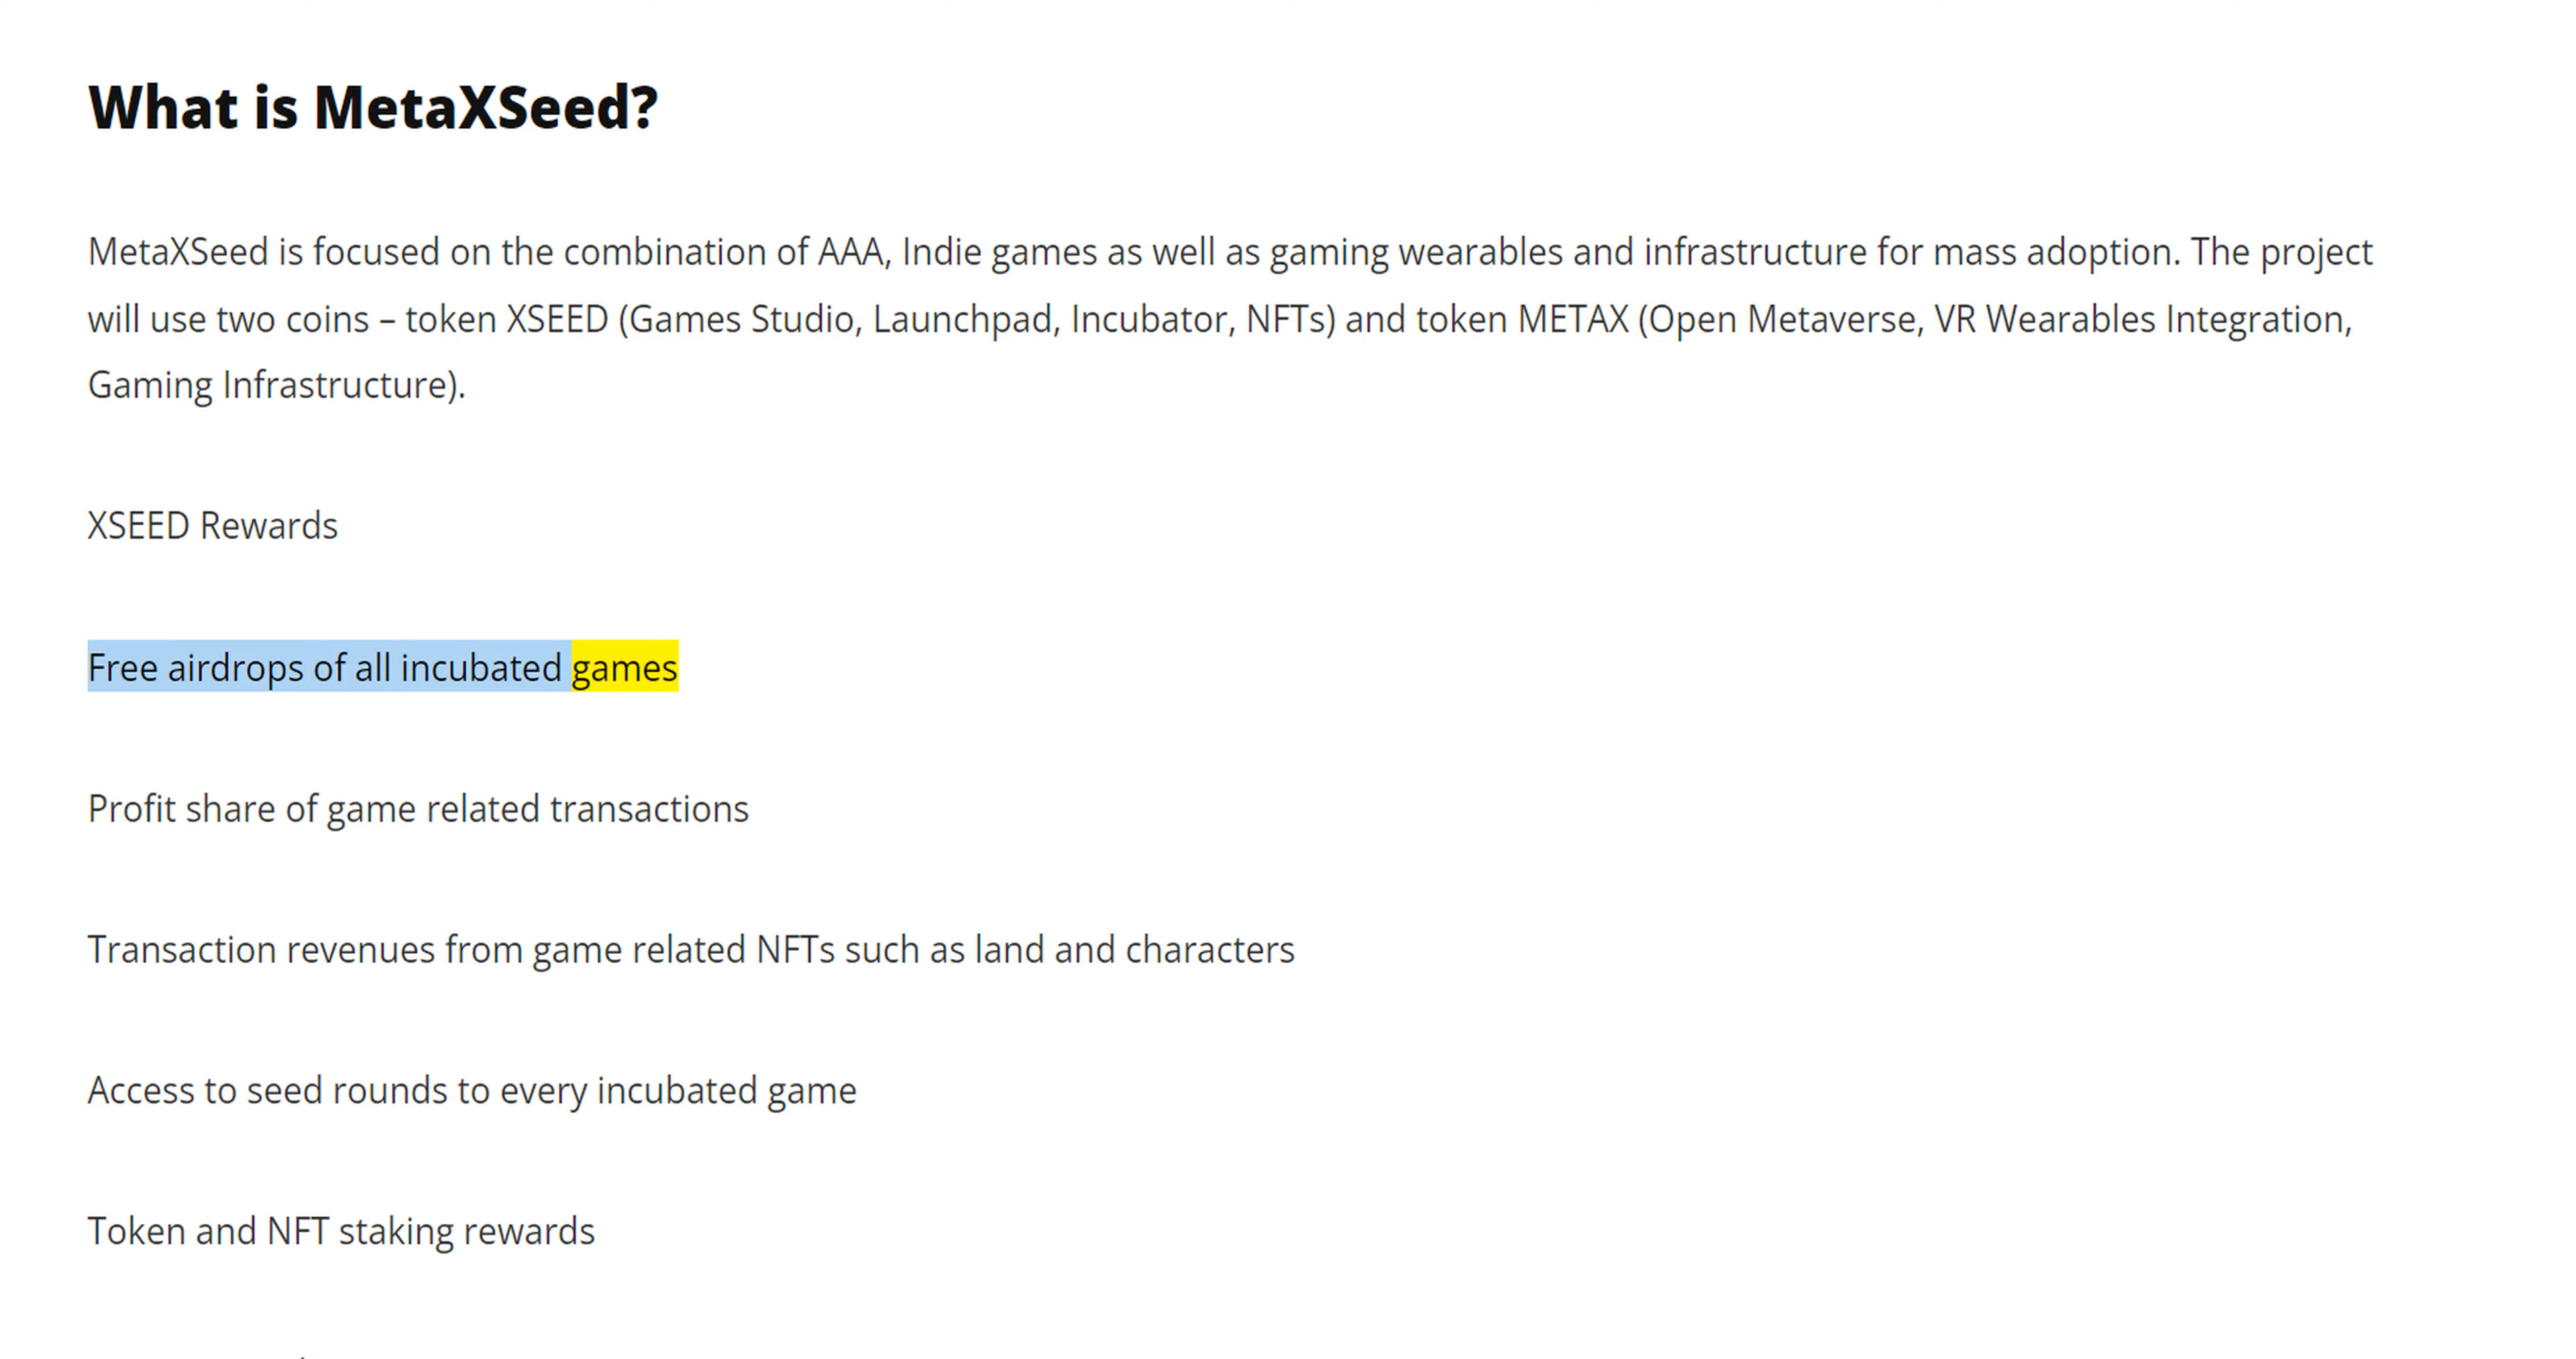 What is MetaXSeed?
MetaXSeed is focused on the combination of AAA, Indie games as well as gaming wearables and infrastructure for mass adoption. The project
will use two coins – token XSEED (Games Studio, Launchpad, Incubator, NFTs) and token METAX (Open Metaverse, VR Wearables Integration,
Gaming Infrastructure).
XSEED Rewards
Free airdrops of all incubated games
Profit share of game related transactions
Transaction revenues from game related NFTs such as land and characters
Access to seed rounds to every incubated game
Token and NFT staking rewards